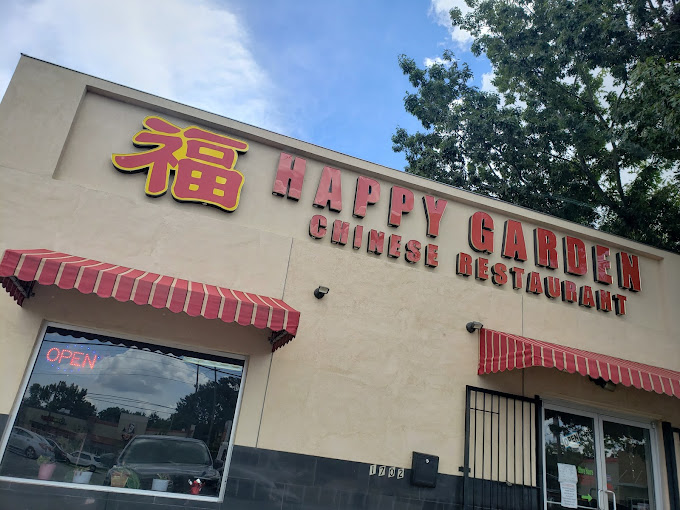 福 HAPPY GARDEN
CHINESE RESTAURANT
OPEN
1702